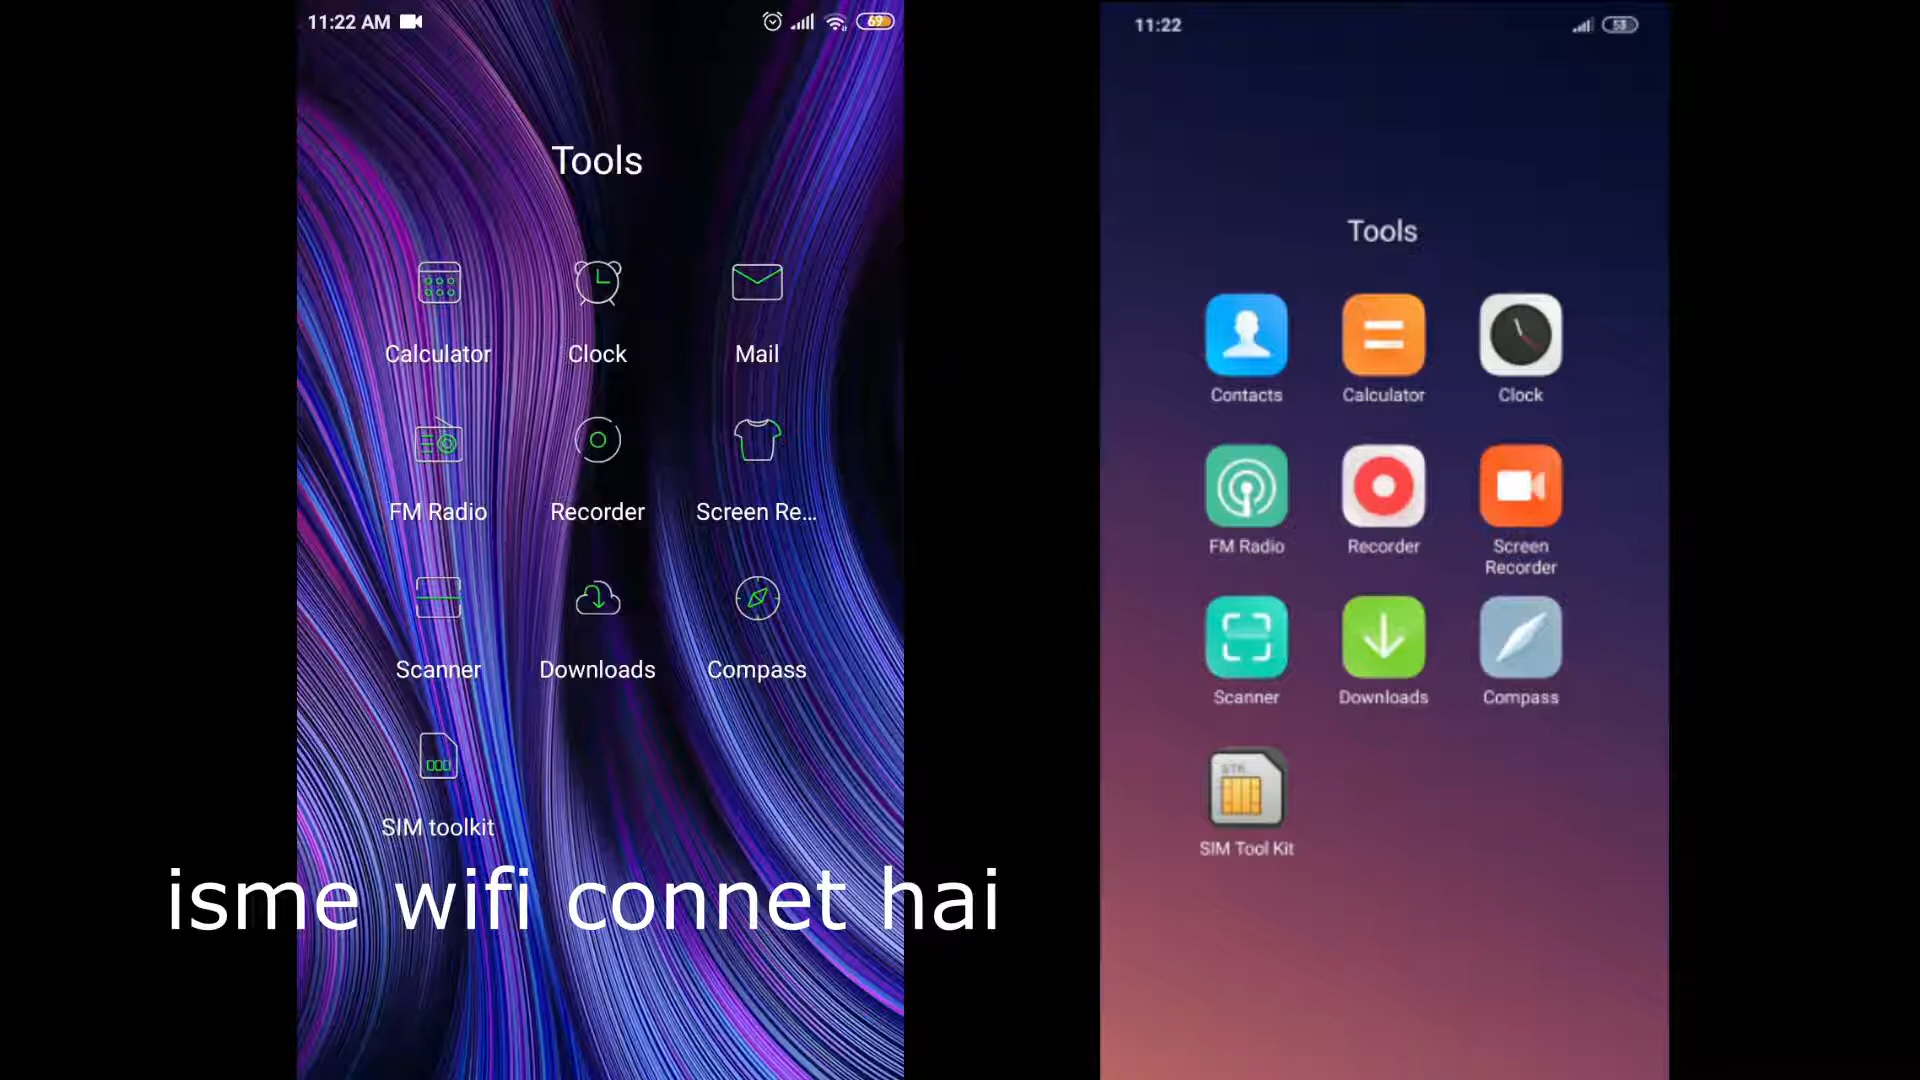 11:22 AM
69
Tools
Calculator
Clock
Mail
FM Radio
Recorder
Screen Re...
Scanner
Downloads
Compass
SIM toolkit
isme wifi connet hai
11:22
Tools
Contacts
Calculator
Clock
FM Radio
Recorder
Screen
Recorder
Scanner
Downloads
Compass
STK
SIM Tool Kit